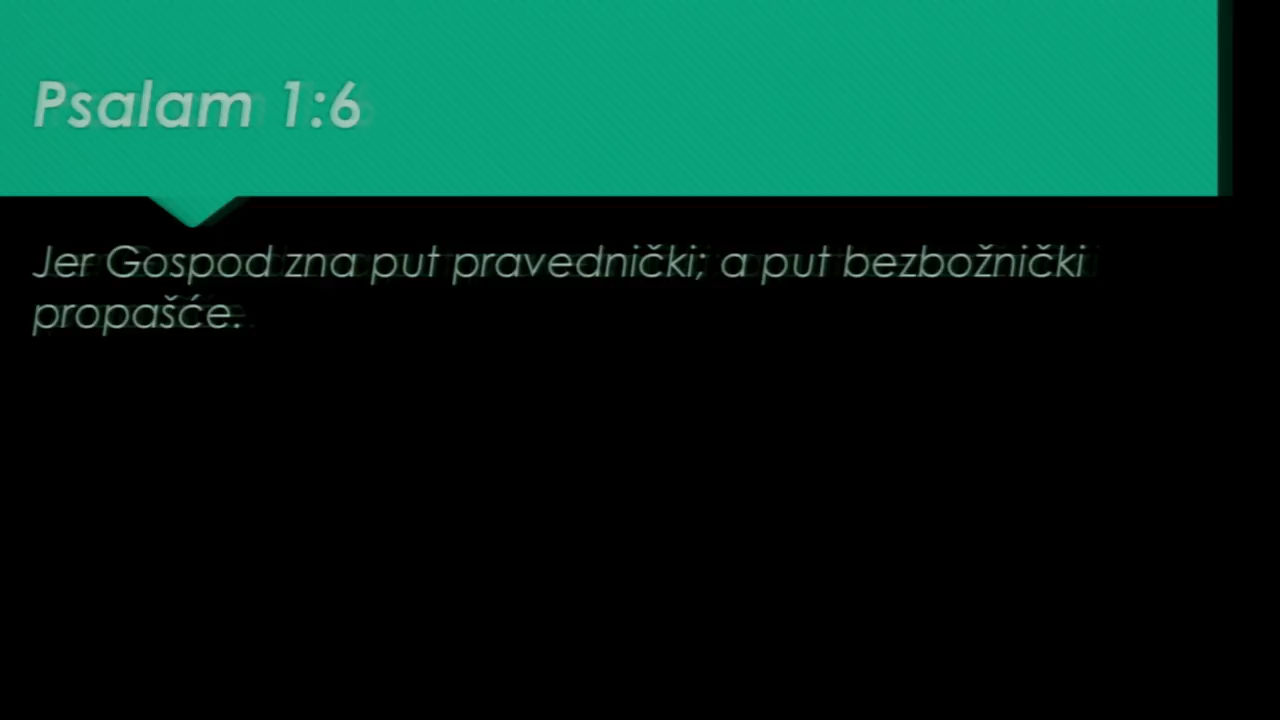 Psalam 1:6
Jer Gospod zna put pravednički; a put bezbožnički
propašće.